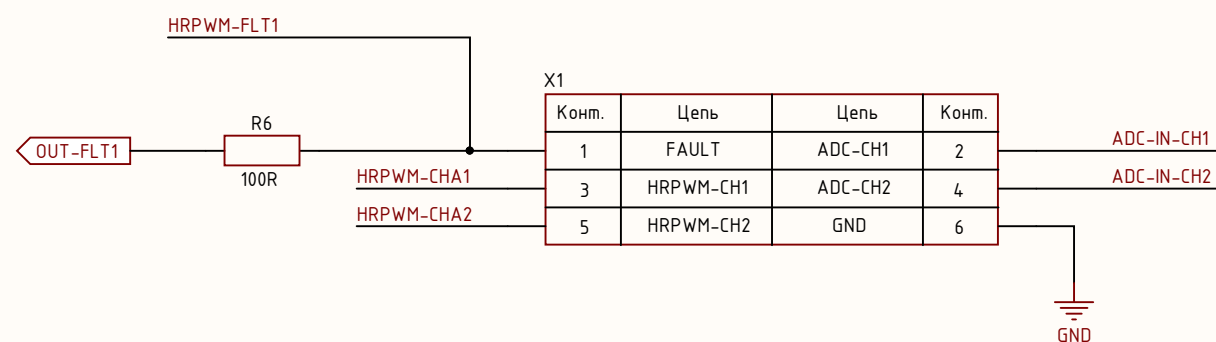 HRPWM-FLT1
X1
Конт. Цепь Цепь Конт.
R6
OUT-FLT1
100R
1 FAULT ADC-CH1 2
ADC-IN-CH1
HRPWM-CHA1
3 HRPWM-CH1 ADC-CH2 4
ADC-IN-CH2
HRPWM-CHA2
5 HRPWM-CH2 GND 6
GND